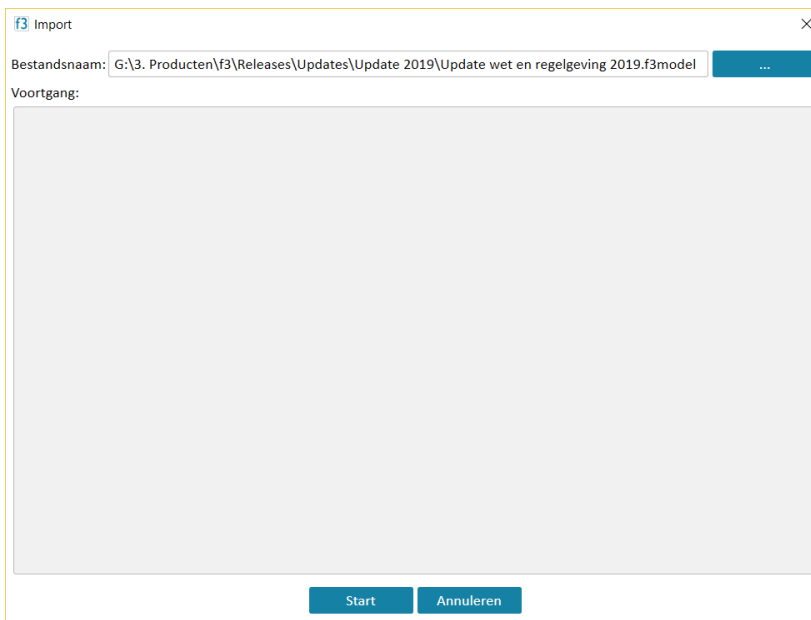 f3 Import
Bestandsnaam: G:\3. Producten\f3\Releases\Updates\Update 2019\Update wet en regelgeving 2019.f3model ...
Voortgang:
Start Annuleren